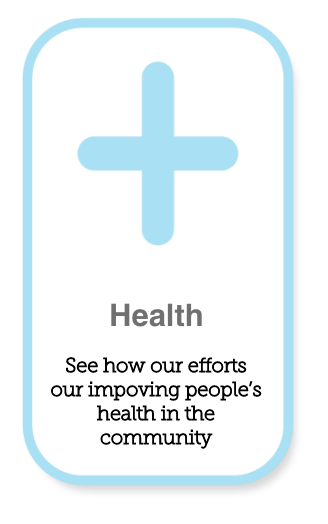 Health
See how our efforts
our impoving people’s
health in the
community